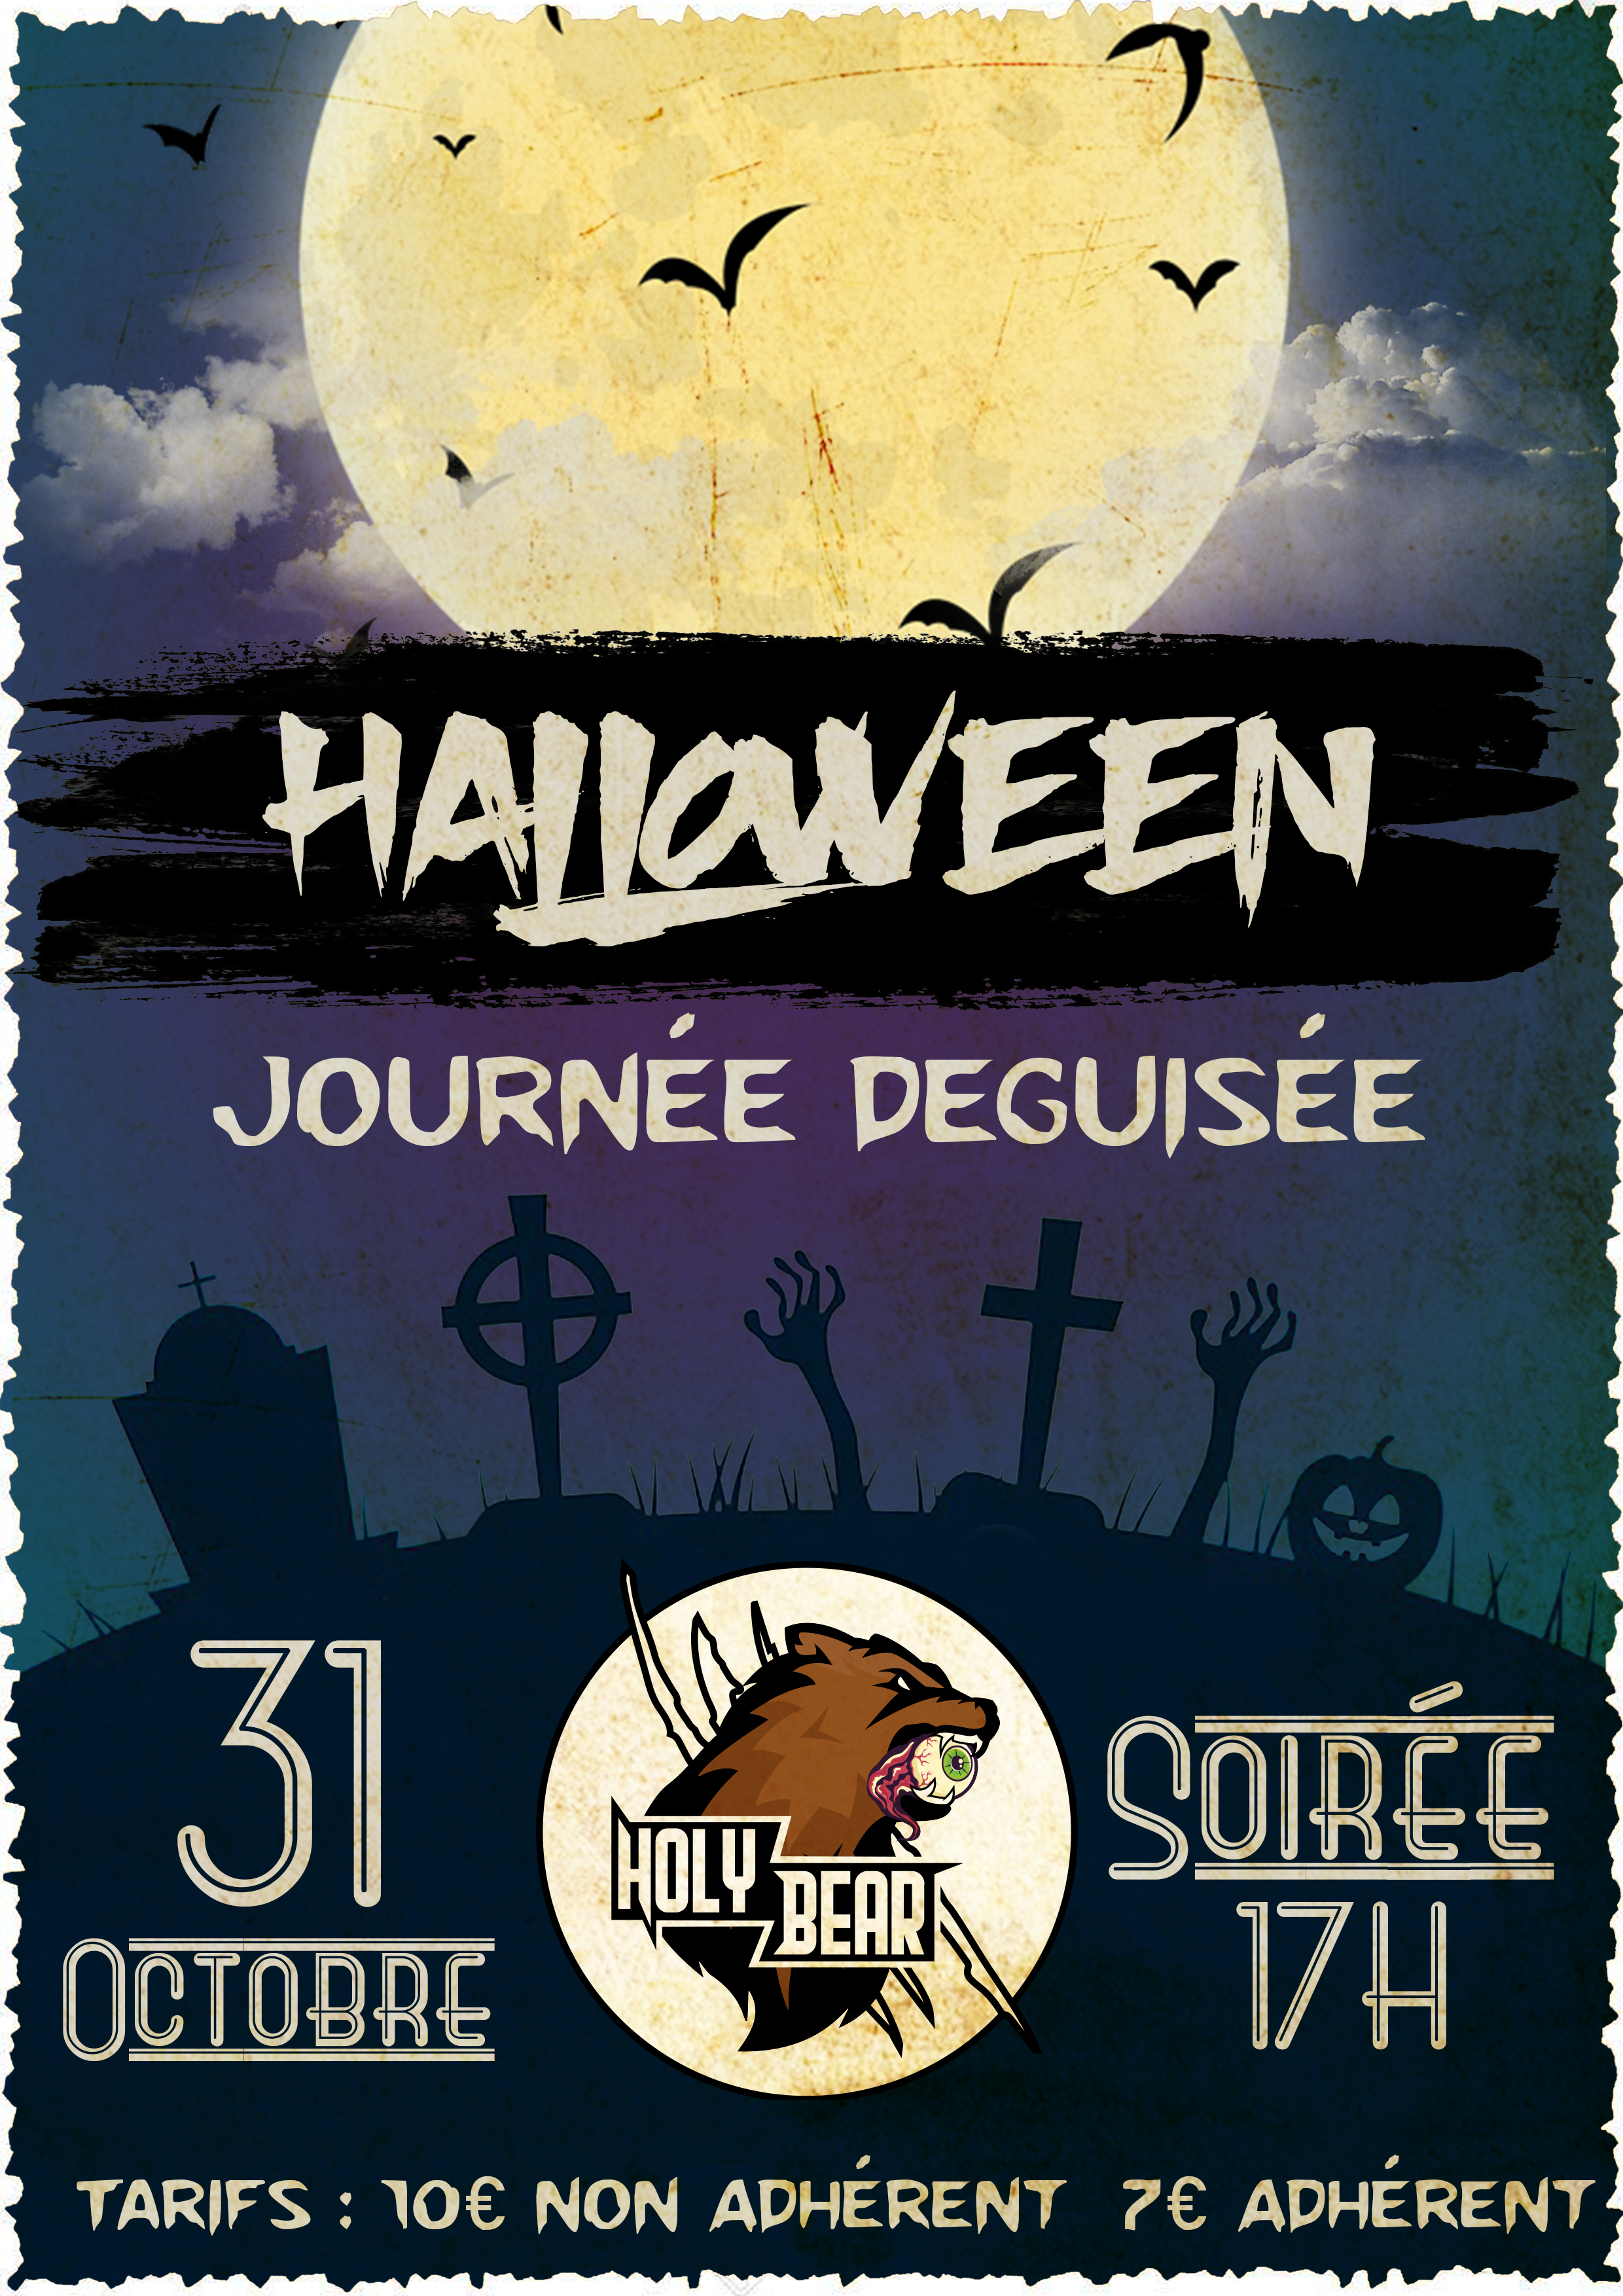 HAllOWEEN
JOURNÉE DEGUISÉE
31
OCTOBRE
HOLY
BEAR
SOIRÉE
17H
TARIFS : 10€ NON ADHÉRENT 7€ ADHÉRENT